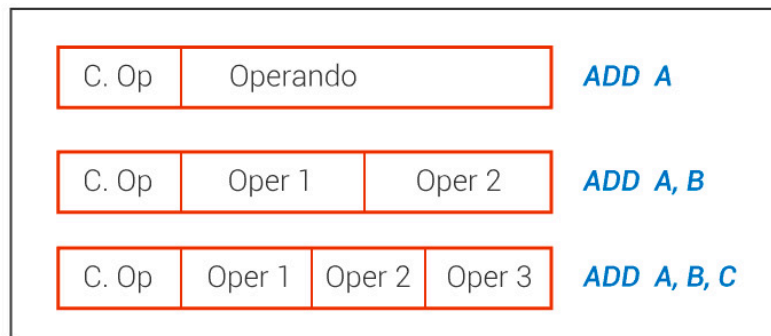 C. Op Operando ADD A
C. Op Oper 1 Oper 2 ADD A, B
C. Op Oper 1 Oper 2 Oper 3 ADD A, B, C